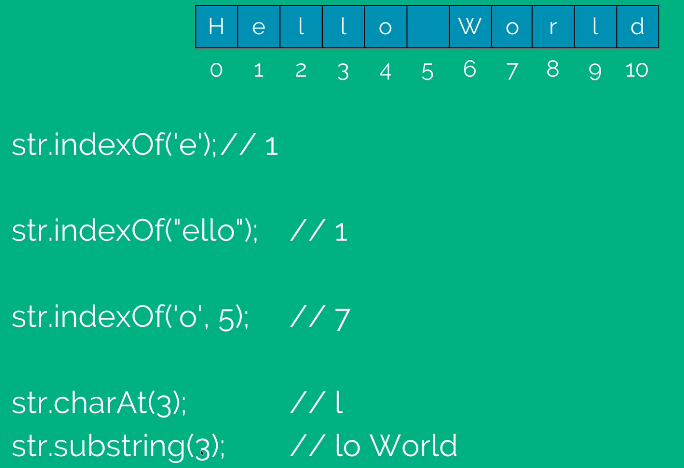 H e l l o W o r l d
0 1 2 3 4 5 6 7 8 9 10
str.indexOf('e'); // 1
str.indexOf("ello"); // 1
str.indexOf('o', 5); // 7
str.charAt(3); // l
str.substring(3); // lo World